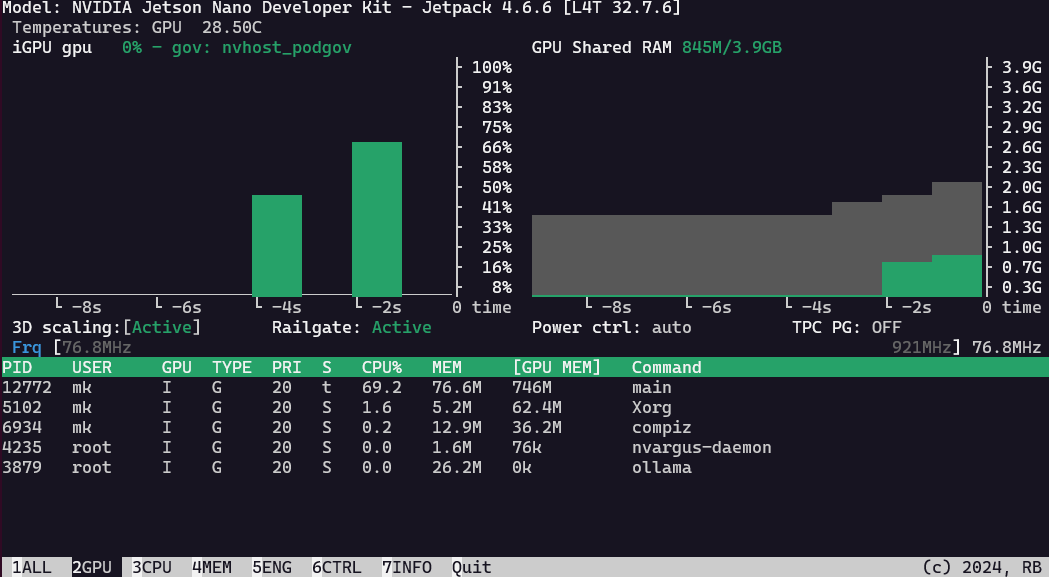 Model: NVIDIA Jetson Nano Developer Kit - Jetpack 4.6.6 [L4T 32.7.6]
Temperatures: GPU 28.50C
iGPU gpu 0% - gov: nvhost_podgov GPU Shared RAM 845M/3.9GB
100% 3.9G
91% 3.6G
83% 3.2G
75% 2.9G
66% 2.6G
58% 2.3G
50% 2.0G
41% 1.6G
33% 1.3G
25% 1.0G
16% 0.7G
8% 0.3G
-8s -6s -4s -2s 0 time -8s -6s -4s -2s 0 time
3D scaling:[Active] Railgate: Active Power ctrl: auto TPC PG: OFF
Frq [76.8MHz 921MHz] 76.8MHz
PID USER GPU TYPE PRI S CPU% MEM [GPU MEM] Command
12772 mk I G 20 t 69.2 76.6M 746M main
5102 mk I G 20 S 1.6 5.2M 62.4M Xorg
6934 mk I G 20 S 0.2 12.9M 36.2M compiz
4235 root I G 20 S 0.0 1.6M 76k nvargus-daemon
3879 root I G 20 S 0.0 26.2M 0k ollama
1ALL 2GPU 3CPU 4MEM 5ENG 6CTRL 7INFO Quit (c) 2024, RB